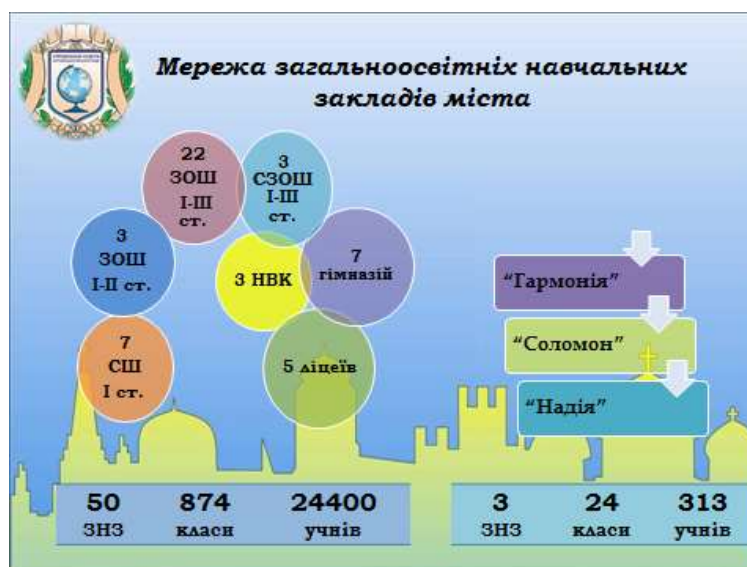 Мережа загальноосвітніх навчальних
закладів міста
22
ЗОШ
І-ІІІ
ст.
3
СЗОШ
І-ІІІ
ст.
3
ЗОШ
І-ІІ ст.
3 НВК
7
гімназій
7
СШ
І ст.
5 ліцеїв
“Гармонія”
“Соломон”
“Надія”
50 874 24400
ЗНЗ класи учнів
3 24 313
ЗНЗ класи учнів